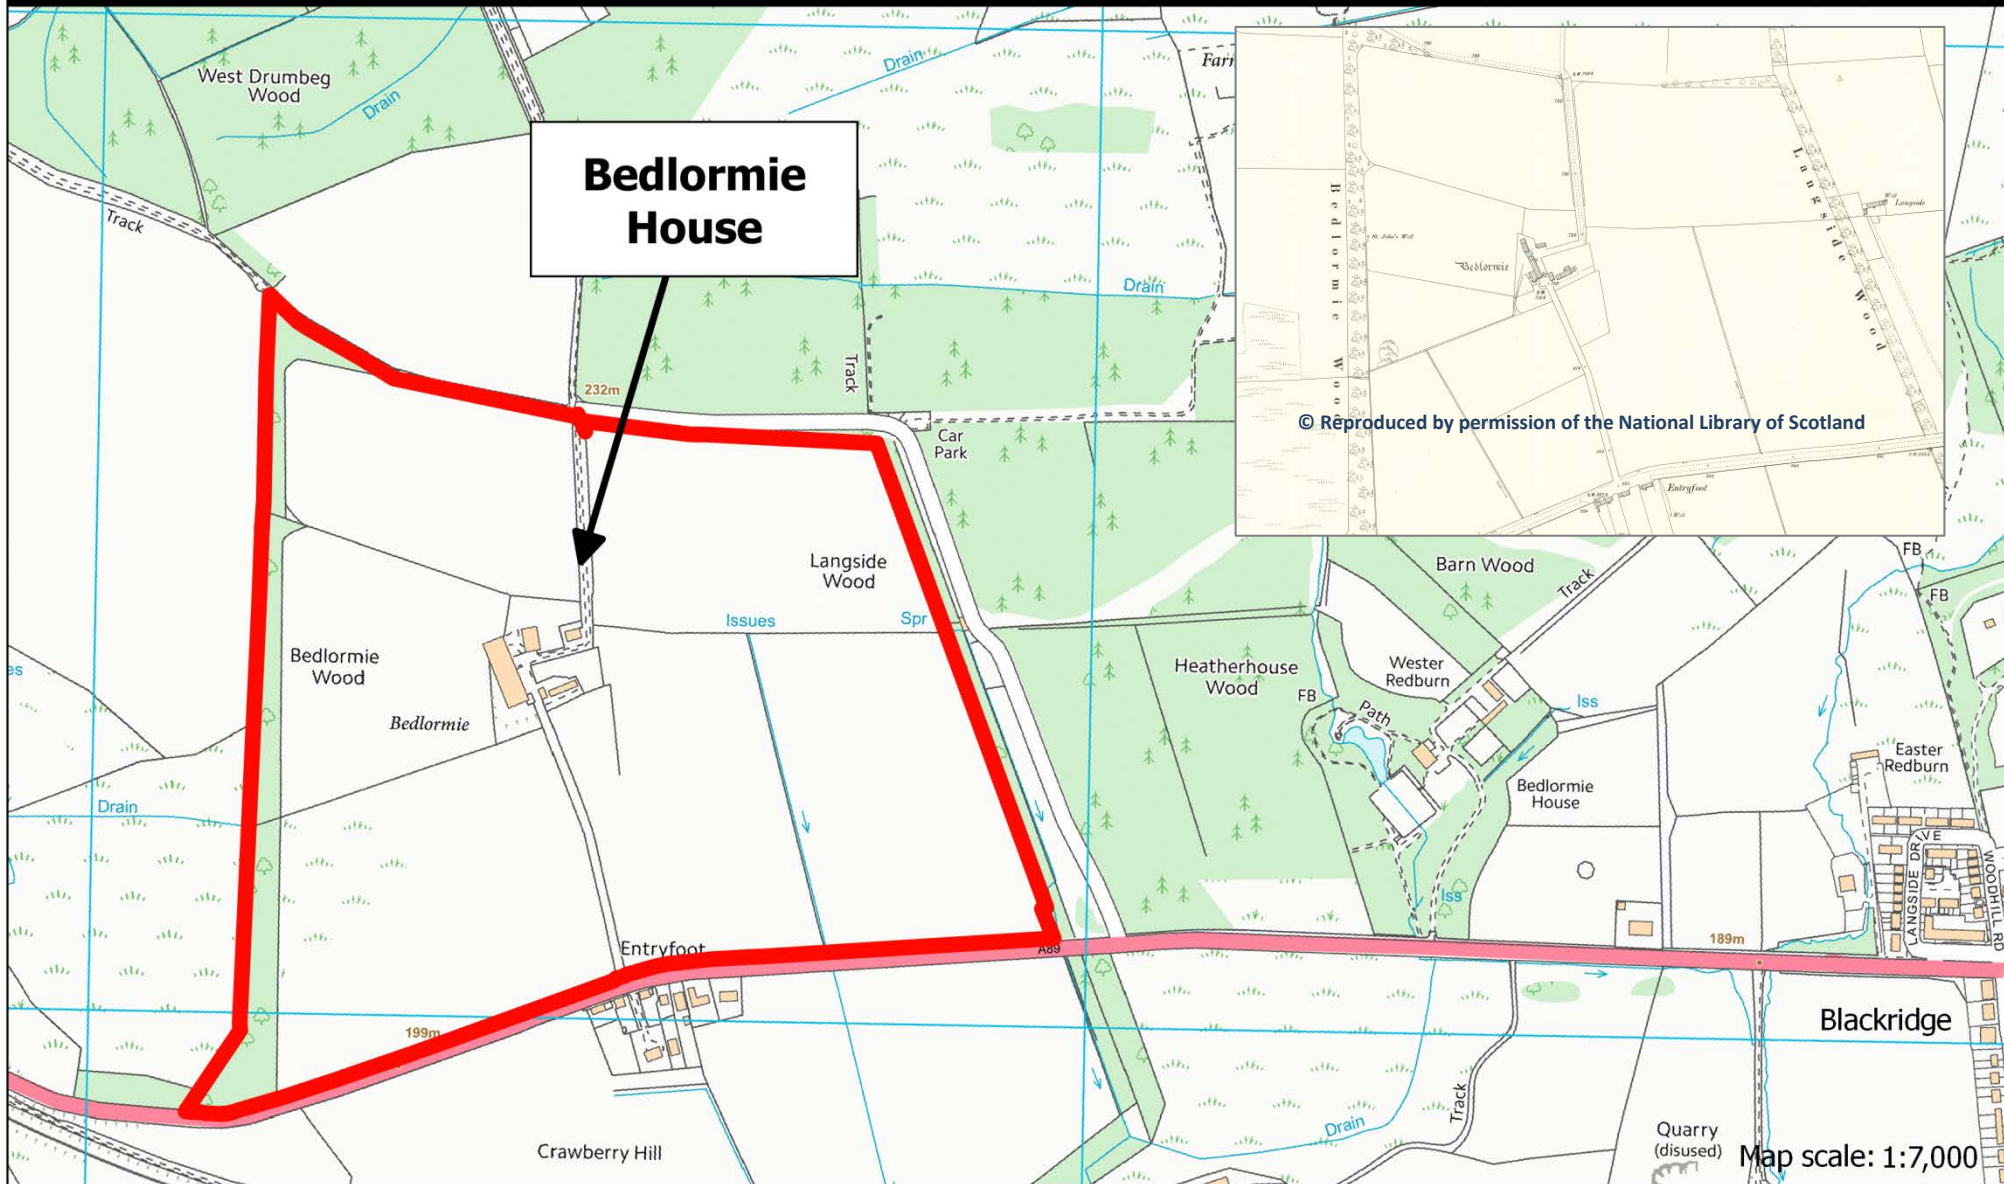 West Drumbeg
Wood
Drain
Drain
Track
Bedlormie
House
Drain
232m
Track
Car
Park
Langside
Wood
Issues
Spr
Bedlormie
Wood
Bedlormie
Drain
Entryfoot
A89
199m
Crawberry Hill
Heatherhouse
Wood
FB
Path
Wester
Redburn
Barn Wood
Track
Iss
Bedlormie
House
Iss
FB
FB
Easter
Redburn
LANGSIDE DRIVE
WOODHILL RD
189m
Blackridge
Drain
Track
Quarry
(disused)
Map scale: 1:7,000
Bedlormie Wood
St. John's Well
Bedlormie
Langside Wood
Well
Langside
Entryfoot
Well
© Reproduced by permission of the National Library of Scotland